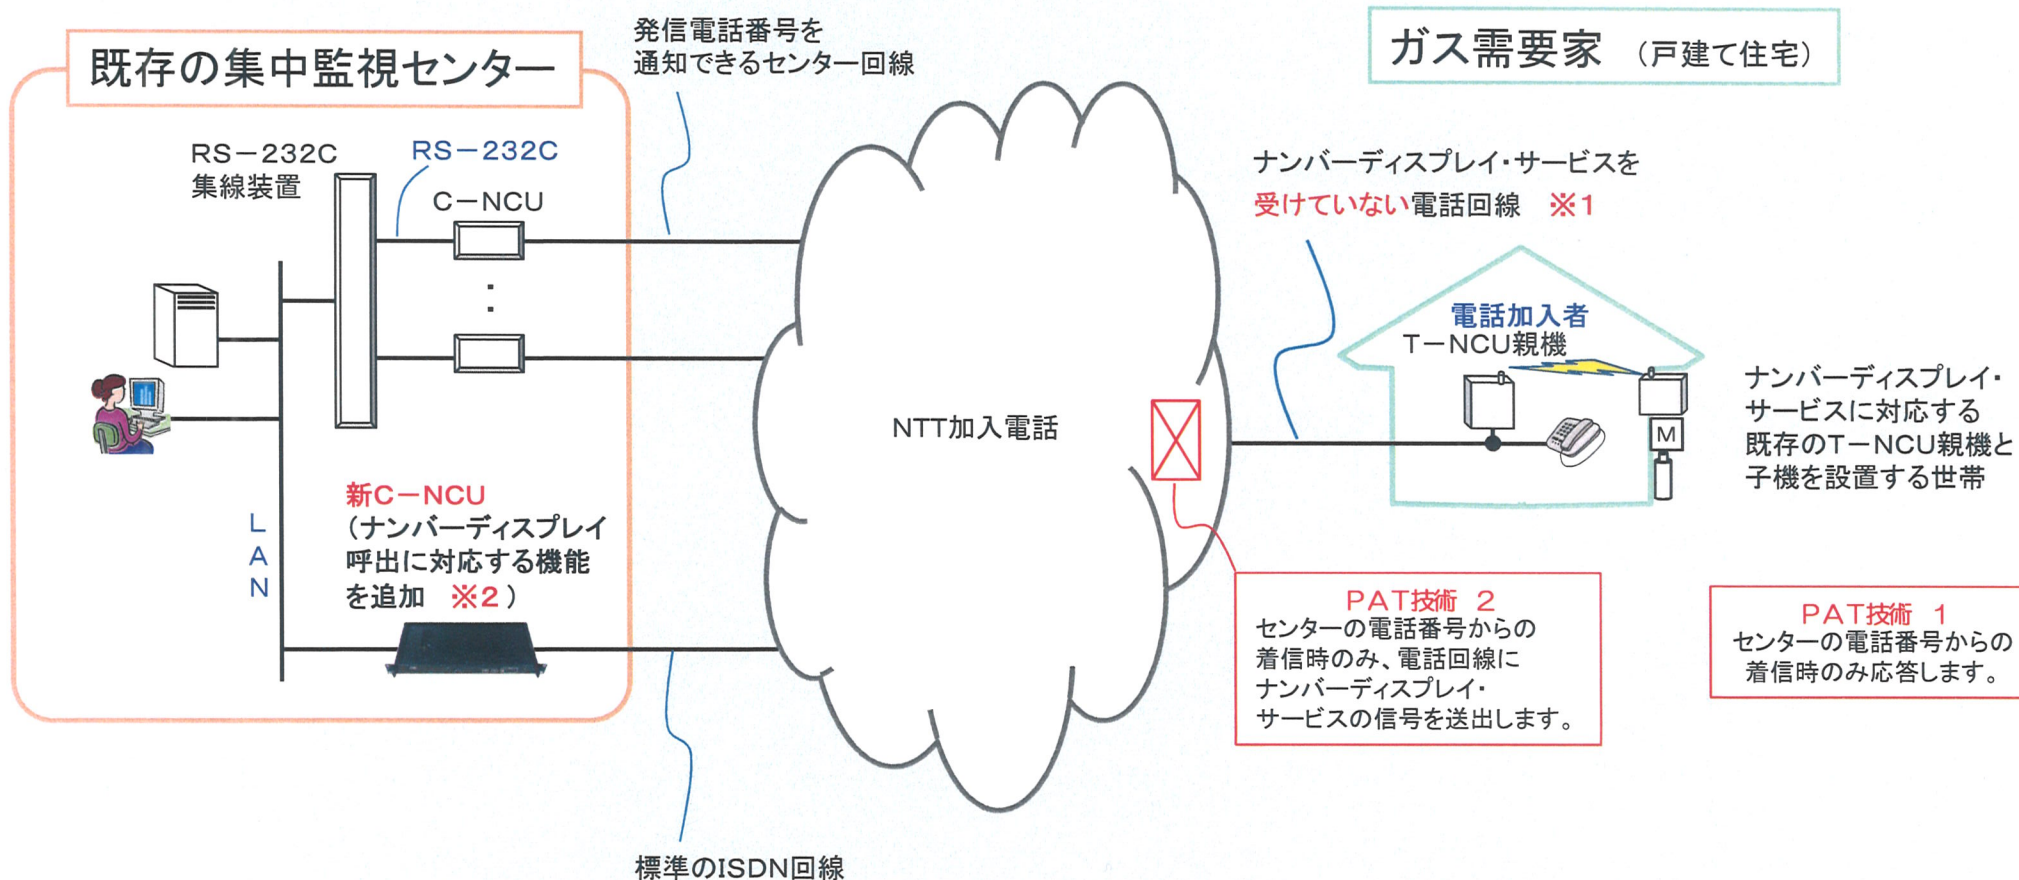 既存の集中監視センター
発信電話番号を
通知できるセンター回線
ガス需要家 (戸建て住宅)
RS-232C
集線装置
RS-232C
C-NCU
ナンバーディスプレイ・サービスを
受けていない電話回線 ※1
電話加入者
T-NCU親機
M
ナンバーディスプレイ・
サービスに対応する
既存のT-NCU親機と
子機を設置する世帯
NTT加入電話
LAN
新C-NCU
(ナンバーディスプレイ
呼出に対応する機能
を追加 ※2)
PAT技術 2
センターの電話番号からの
着信時のみ、電話回線に
ナンバーディスプレイ・
サービスの信号を送出します。
PAT技術 1
センターの電話番号からの
着信時のみ応答します。
標準のISDN回線